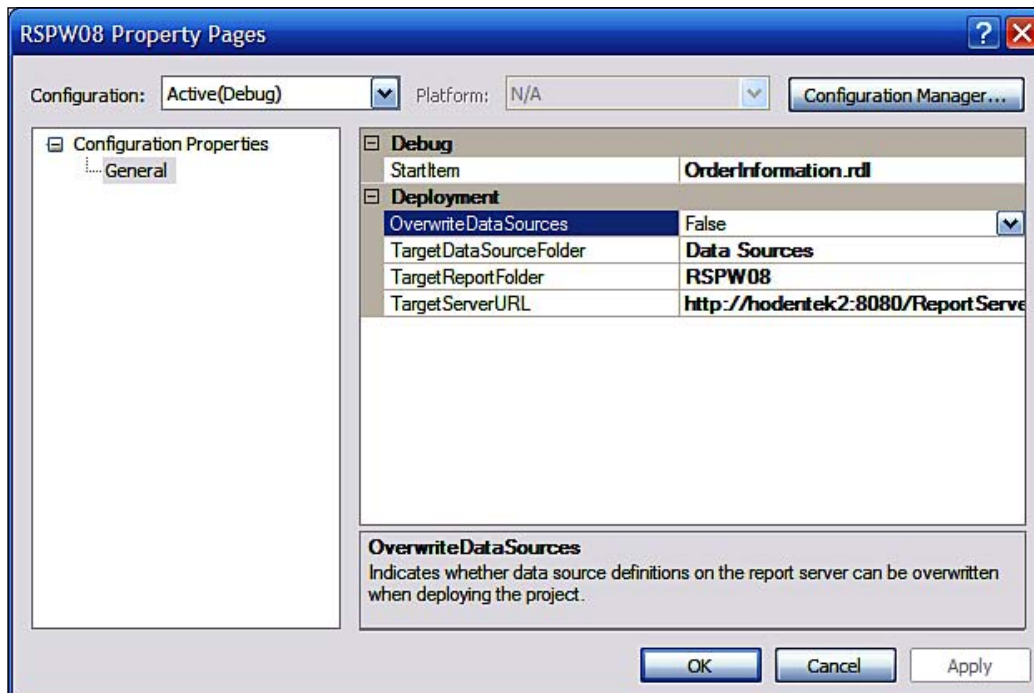 RSPW08 Property Pages
Configuration: Active(Debug) Platform: N/A Configuration Manager...
Configuration Properties
General
Debug
StartItem OrderInformation.rdl
Deployment
OverwriteDataSources False
TargetDataSourceFolder Data Sources
TargetReportFolder RSPW08
TargetServerURL http://hodentek2:8080/ReportServe
OverwriteDataSources
Indicates whether data source definitions on the report server can be overwritten
when deploying the project.
OK Cancel Apply